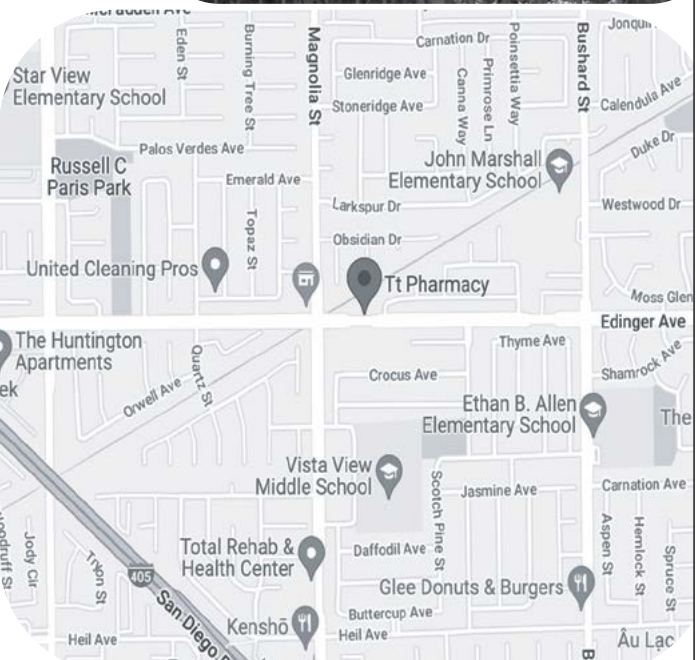 Eden St
Burning Tree St
Magnolia St
Carnation Dr
Poinsettia Way
Bushard St
Star View
Elementary School
Glenridge Ave
Primrose Ln
Canna Way
Stoneridge Ave
Calendula Ave
Palos Verdes Ave
Duke Dr
Russell C
Paris Park
John Marshall
Elementary School
Emerald Ave
Larkspur Dr
Westwood Dr
Topaz St
Obsidian Dr
United Cleaning Pros
Tt Pharmacy
Moss Glen
Edinger Ave
The Huntington
Apartments
ek
Quartz St
Thyme Ave
Shamrock Ave
Orwell Ave
Crocus Ave
Ethan B. Allen
Elementary School
The
Vista View
Middle School
Scotch Pine St
Jasmine Ave
Carnation Ave
Jody Cir
Tryon St
Aspen St
Hemlock St
Spruce St
Total Rehab &
Health Center
Daffodil Ave
405
San Diego
Glee Donuts & Burgers
Buttercup Ave
Kenshō
Heil Ave
Heil Ave
Âu Lạc
B